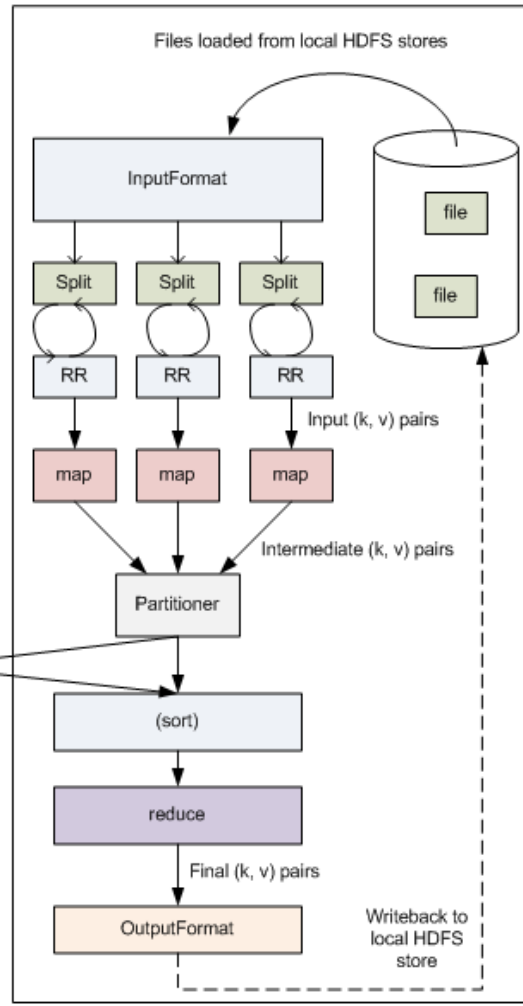 Files loaded from local HDFS stores
InputFormat
file
file
Split
Split
Split
RR
RR
RR
Input (k, v) pairs
map
map
map
Intermediate (k, v) pairs
Partitioner
(sort)
reduce
Final (k, v) pairs
OutputFormat
Writeback to
local HDFS
store